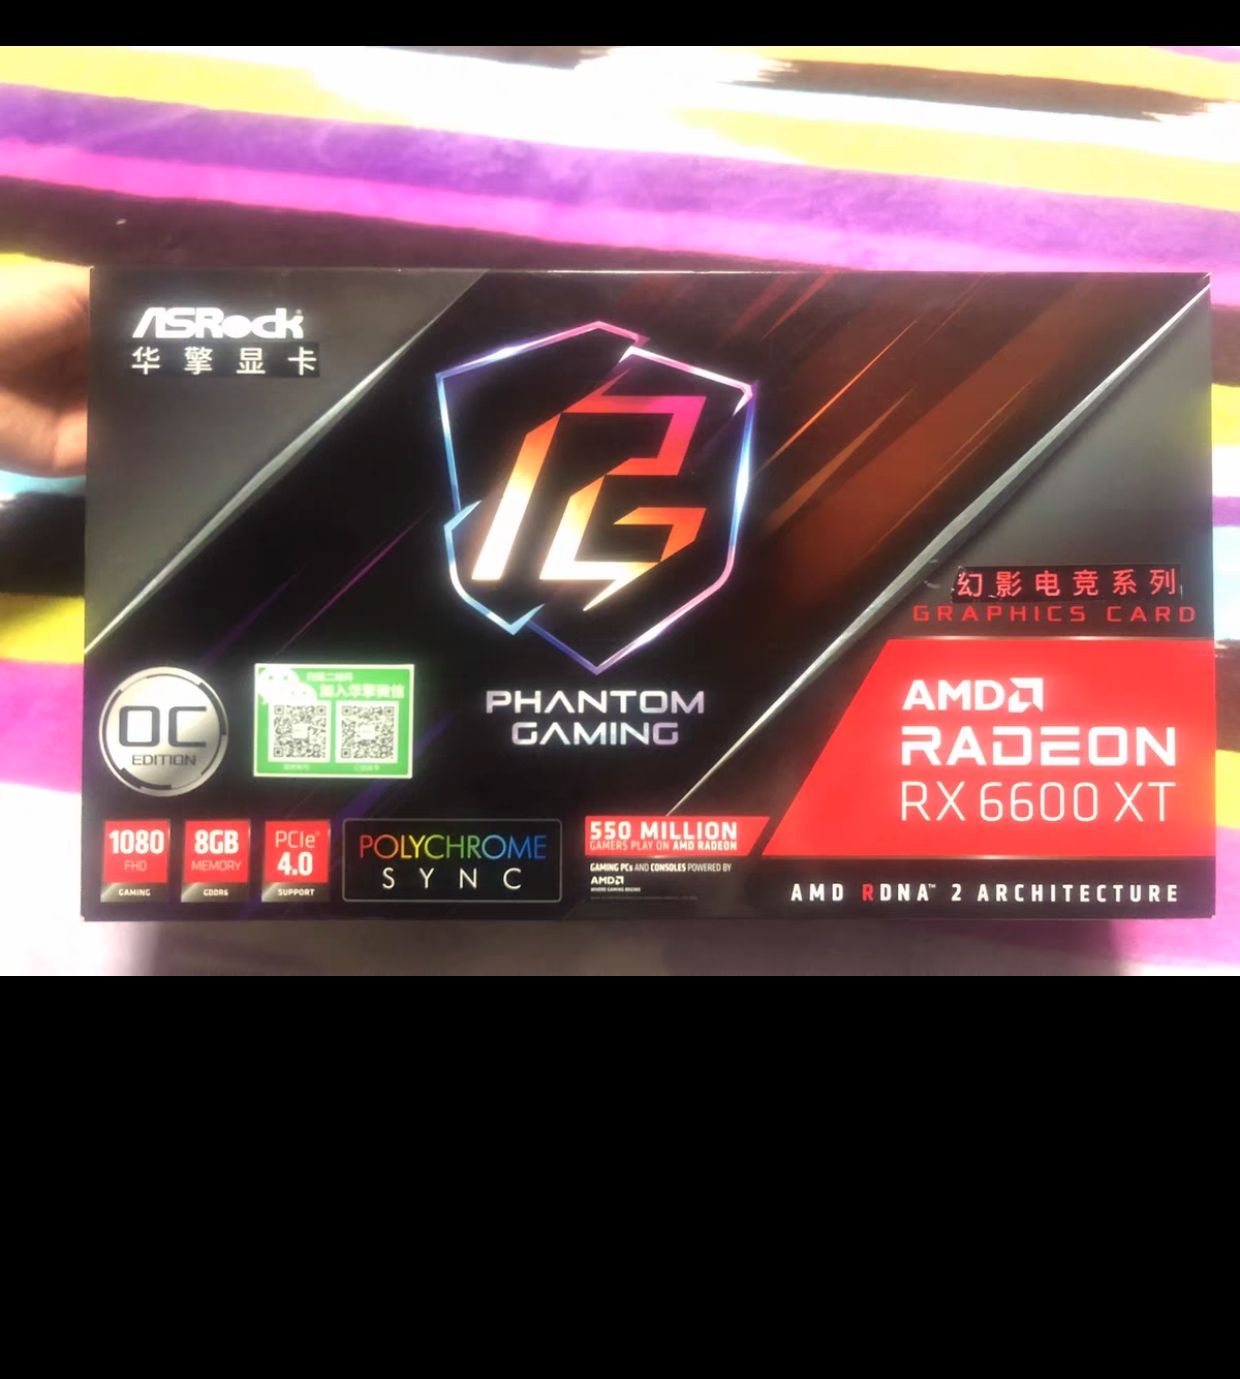 ASRock
华擎显卡
幻影电竞系列
GRAPHICS CARD
AMD
RADEON
RX 6600 XT
OC
EDITION
加入华擎微信
PHANTOM
GAMING
1080
FHD
GAMING
8GB
MEMORY
GDDR6
PCIe®
4.0
SUPPORT
POLYCHROME
SYNC
550 MILLION
GAMERS PLAY ON AMD RADEON
GAMING PCs AND CONSOLES POWERED BY
AMD
AMD RDNA™ 2 ARCHITECTURE